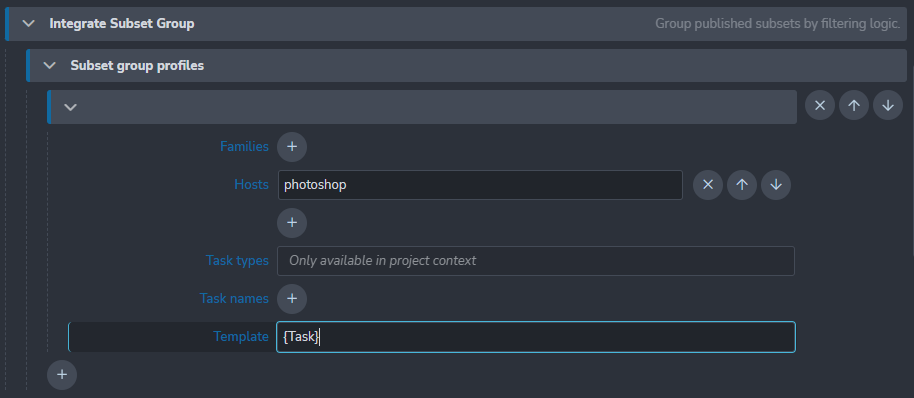 Integrate Subset Group Group published subsets by filtering logic.
Subset group profiles
Families
Hosts photoshop
Task types Only available in project context
Task names
Template {Task}